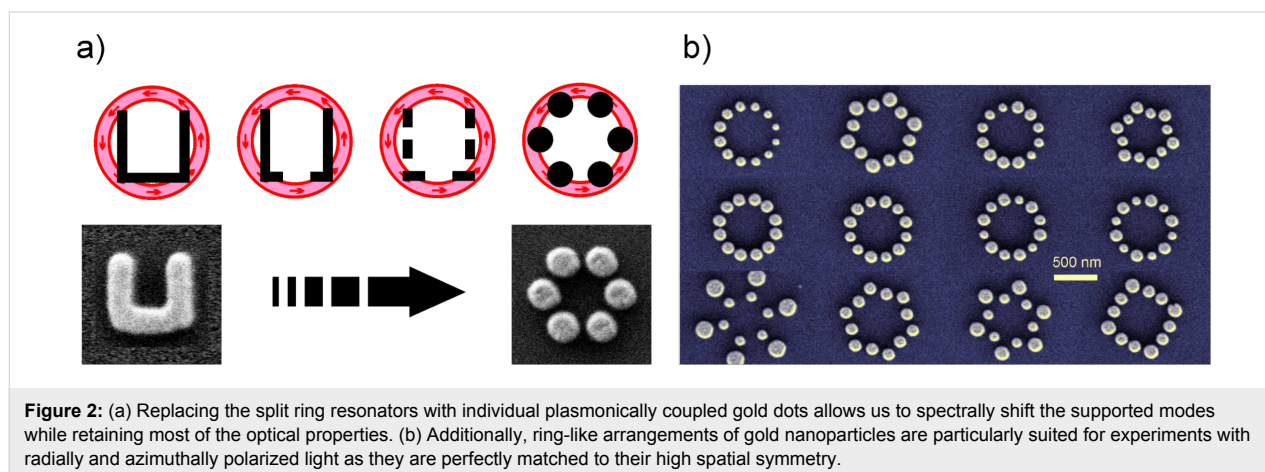 a)
b)
500 nm
Figure 2: (a) Replacing the split ring resonators with individual plasmonically coupled gold dots allows us to spectrally shift the supported modes
while retaining most of the optical properties. (b) Additionally, ring-like arrangements of gold nanoparticles are particularly suited for experiments with
radially and azimuthally polarized light as they are perfectly matched to their high spatial symmetry.